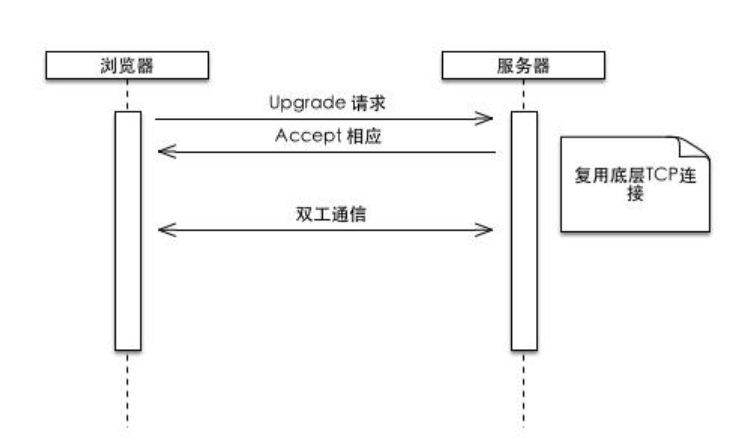 浏览器
服务器
Upgrade 请求
Accept 相应
复用底层TCP连
接
双工通信